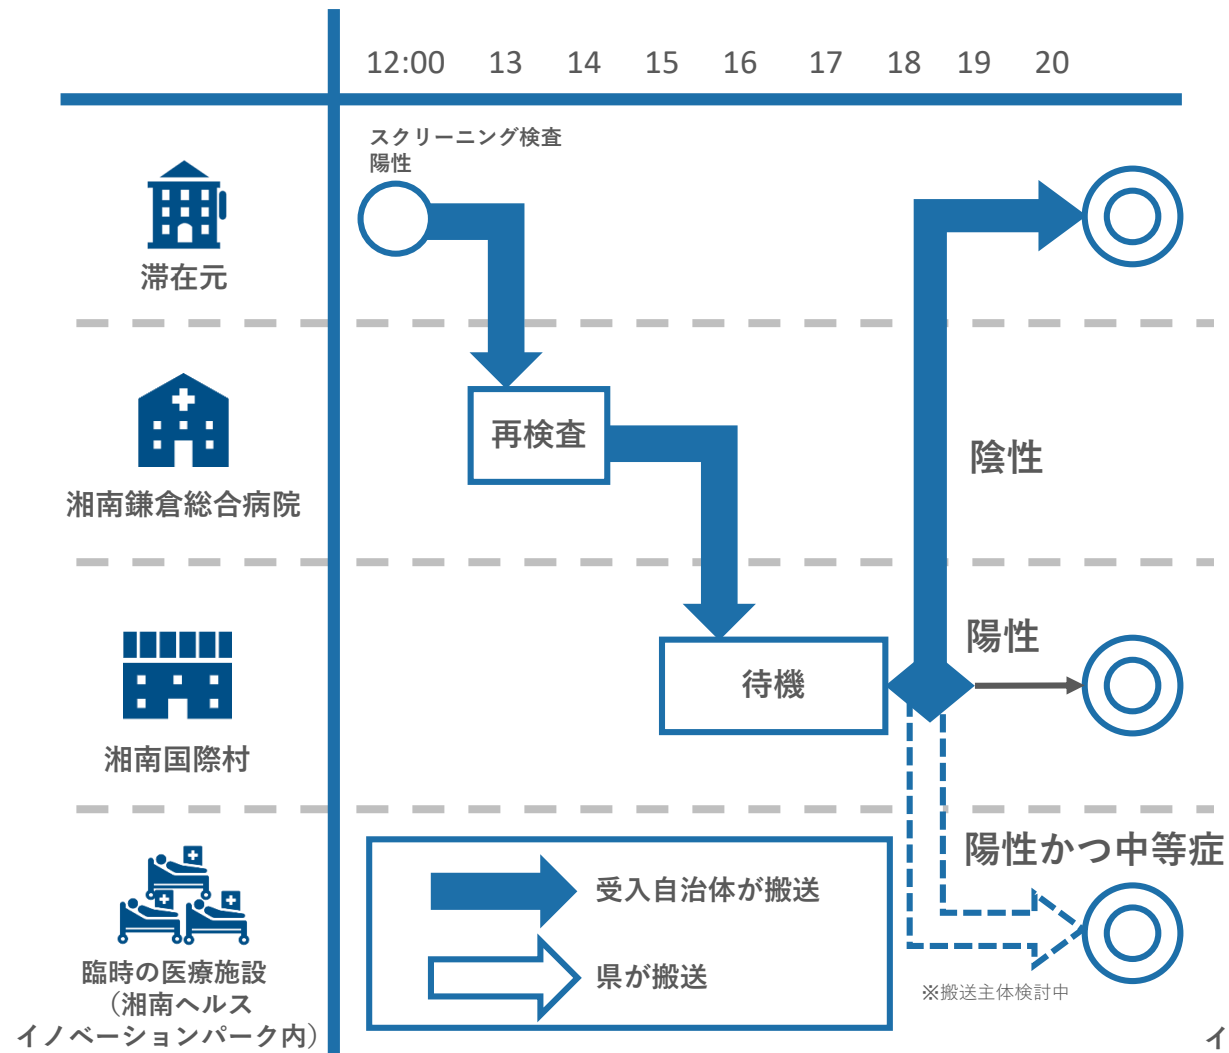 12:00 13 14 15 16 17 18 19 20
スクリーニング検査
陽性
滞在元
再検査
陰性
湘南鎌倉総合病院
陽性
待機
湘南国際村
陽性かつ中等症
受入自治体が搬送
県が搬送
※搬送主体検討中
臨時の医療施設
（湘南ヘルス
イノベーションパーク内）
イ